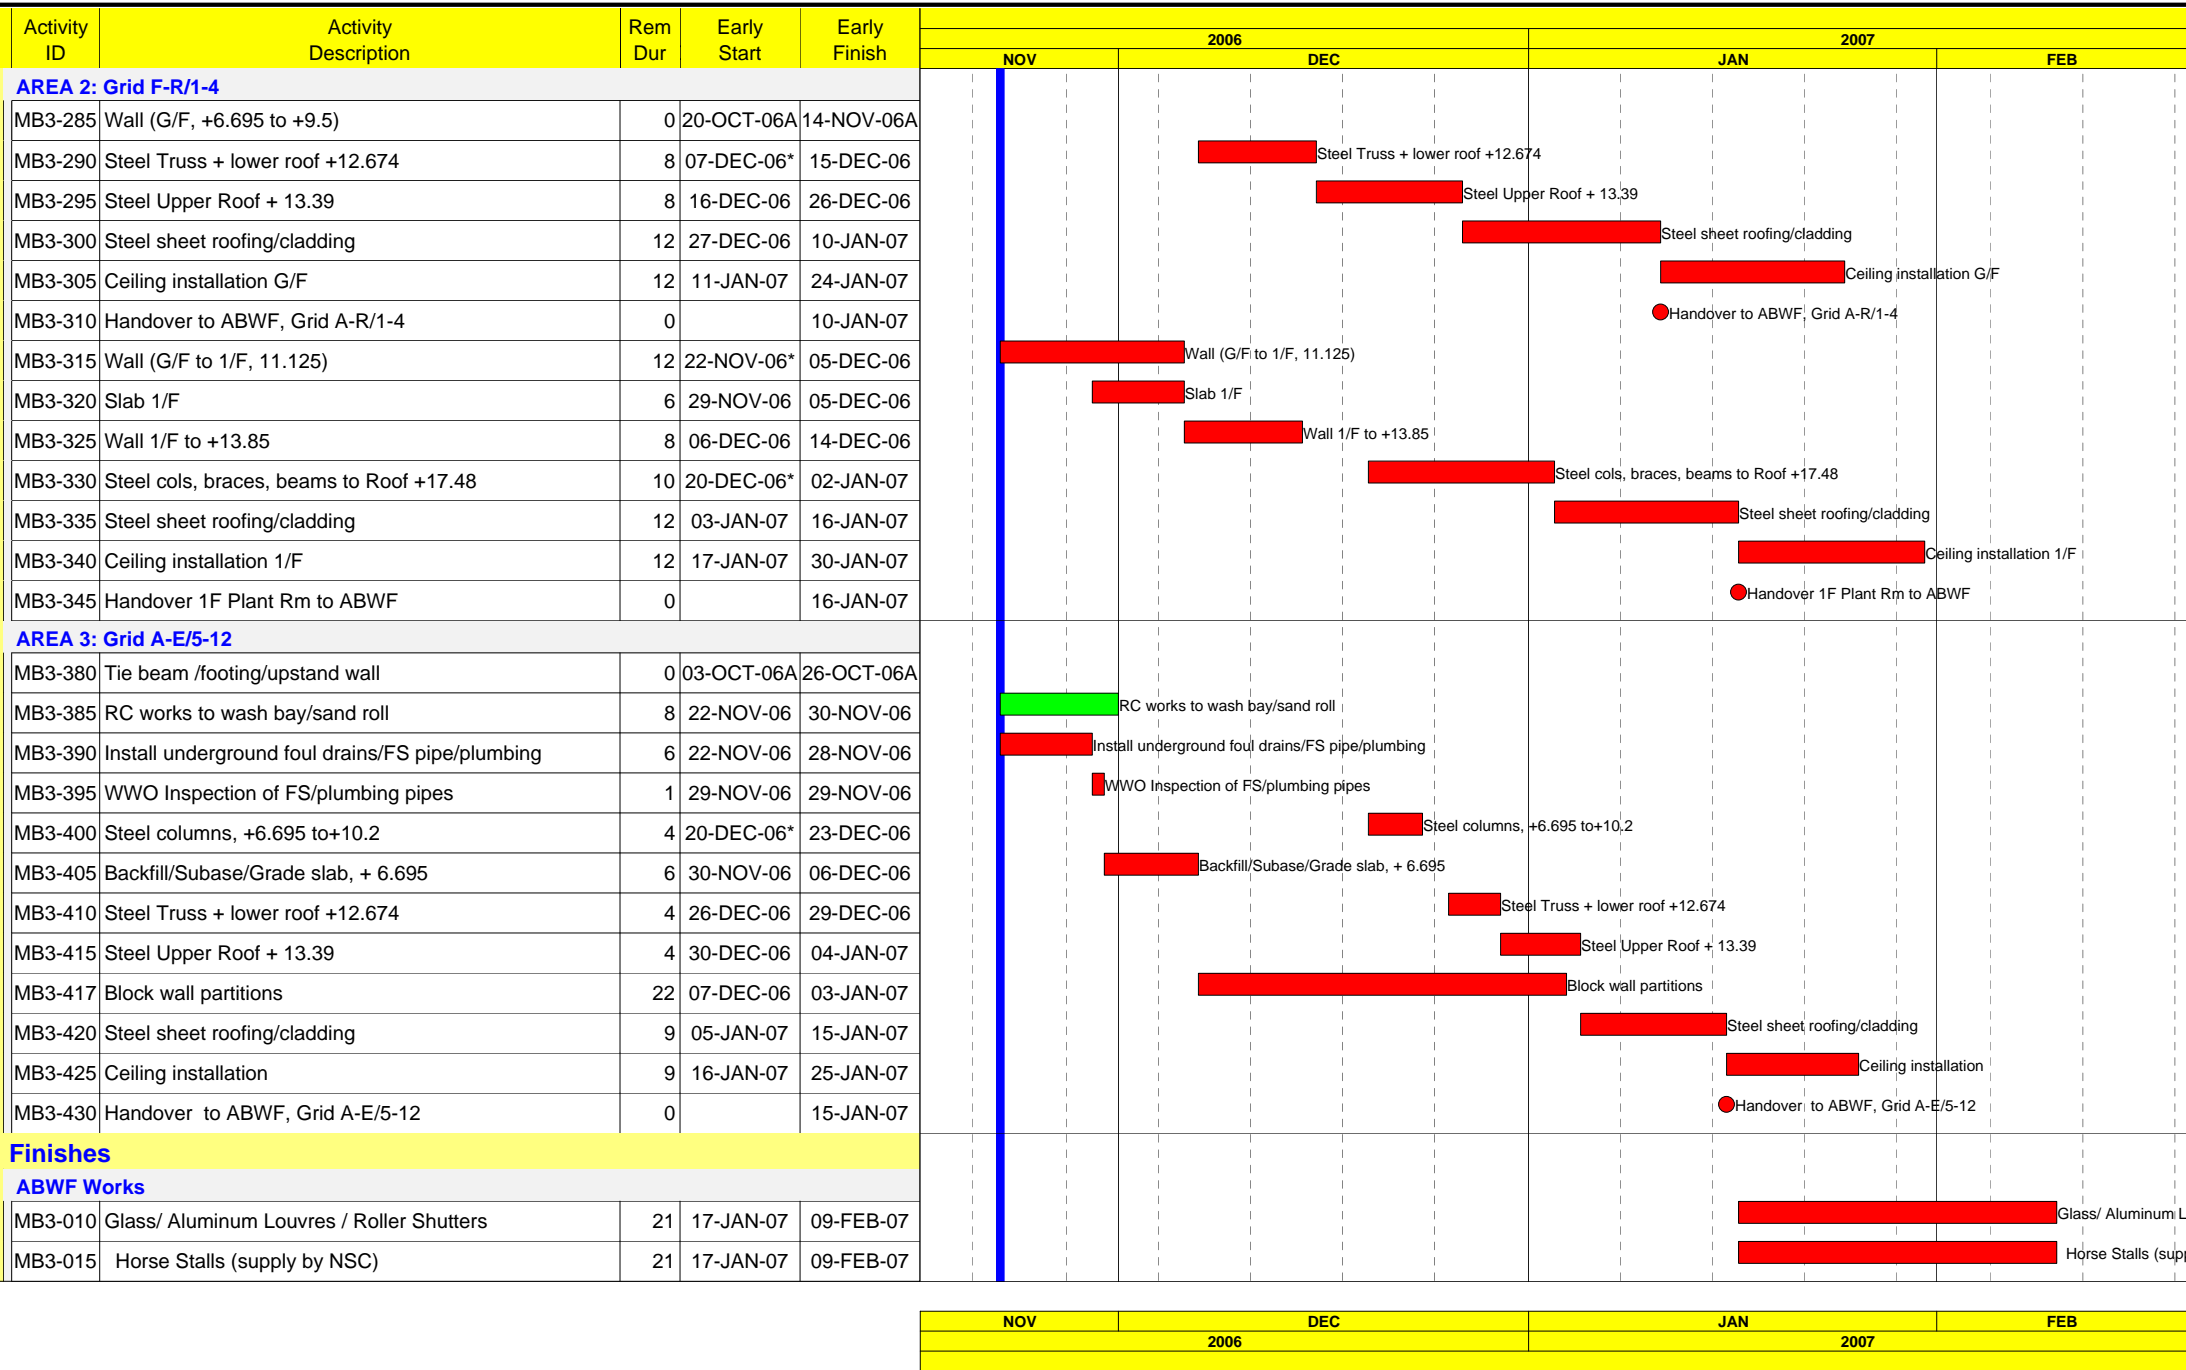 Activity ID Activity Description Rem Dur Early Start Early Finish
2006 2007
NOV DEC JAN FEB
AREA 2: Grid F-R/1-4
MB3-285 Wall (G/F, +6.695 to +9.5) 0 20-OCT-06A 14-NOV-06A
MB3-290 Steel Truss + lower roof +12.674 8 07-DEC-06* 15-DEC-06 Steel Truss + lower roof +12.674
MB3-295 Steel Upper Roof + 13.39 8 16-DEC-06 26-DEC-06 Steel Upper Roof + 13.39
MB3-300 Steel sheet roofing/cladding 12 27-DEC-06 10-JAN-07 Steel sheet roofing/cladding
MB3-305 Ceiling installation G/F 12 11-JAN-07 24-JAN-07 Ceiling installation G/F
MB3-310 Handover to ABWF, Grid A-R/1-4 0 10-JAN-07 Handover to ABWF, Grid A-R/1-4
MB3-315 Wall (G/F to 1/F, 11.125) 12 22-NOV-06* 05-DEC-06 Wall (G/F to 1/F, 11.125)
MB3-320 Slab 1/F 6 29-NOV-06 05-DEC-06 Slab 1/F
MB3-325 Wall 1/F to +13.85 8 06-DEC-06 14-DEC-06 Wall 1/F to +13.85
MB3-330 Steel cols, braces, beams to Roof +17.48 10 20-DEC-06* 02-JAN-07 Steel cols, braces, beams to Roof +17.48
MB3-335 Steel sheet roofing/cladding 12 03-JAN-07 16-JAN-07 Steel sheet roofing/cladding
MB3-340 Ceiling installation 1/F 12 17-JAN-07 30-JAN-07 Ceiling installation 1/F
MB3-345 Handover 1F Plant Rm to ABWF 0 16-JAN-07 Handover 1F Plant Rm to ABWF
AREA 3: Grid A-E/5-12
MB3-380 Tie beam /footing/upstand wall 0 03-OCT-06A 26-OCT-06A
MB3-385 RC works to wash bay/sand roll 8 22-NOV-06 30-NOV-06 RC works to wash bay/sand roll
MB3-390 Install underground foul drains/FS pipe/plumbing 6 22-NOV-06 28-NOV-06 Install underground foul drains/FS pipe/plumbing
MB3-395 WWO Inspection of FS/plumbing pipes 1 29-NOV-06 29-NOV-06 WWO Inspection of FS/plumbing pipes
MB3-400 Steel columns, +6.695 to+10.2 4 20-DEC-06* 23-DEC-06 Steel columns, +6.695 to+10.2
MB3-405 Backfill/Subase/Grade slab, + 6.695 6 30-NOV-06 06-DEC-06 Backfill/Subase/Grade slab, + 6.695
MB3-410 Steel Truss + lower roof +12.674 4 26-DEC-06 29-DEC-06 Steel Truss + lower roof +12.674
MB3-415 Steel Upper Roof + 13.39 4 30-DEC-06 04-JAN-07 Steel Upper Roof + 13.39
MB3-417 Block wall partitions 22 07-DEC-06 03-JAN-07 Block wall partitions
MB3-420 Steel sheet roofing/cladding 9 05-JAN-07 15-JAN-07 Steel sheet roofing/cladding
MB3-425 Ceiling installation 9 16-JAN-07 25-JAN-07 Ceiling installation
MB3-430 Handover to ABWF, Grid A-E/5-12 0 15-JAN-07 Handover to ABWF, Grid A-E/5-12
Finishes
ABWF Works
MB3-010 Glass/ Aluminum Louvres / Roller Shutters 21 17-JAN-07 09-FEB-07 Glass/ Aluminum L
MB3-015 Horse Stalls (supply by NSC) 21 17-JAN-07 09-FEB-07 Horse Stalls (sup
NOV DEC JAN FEB
2006 2007